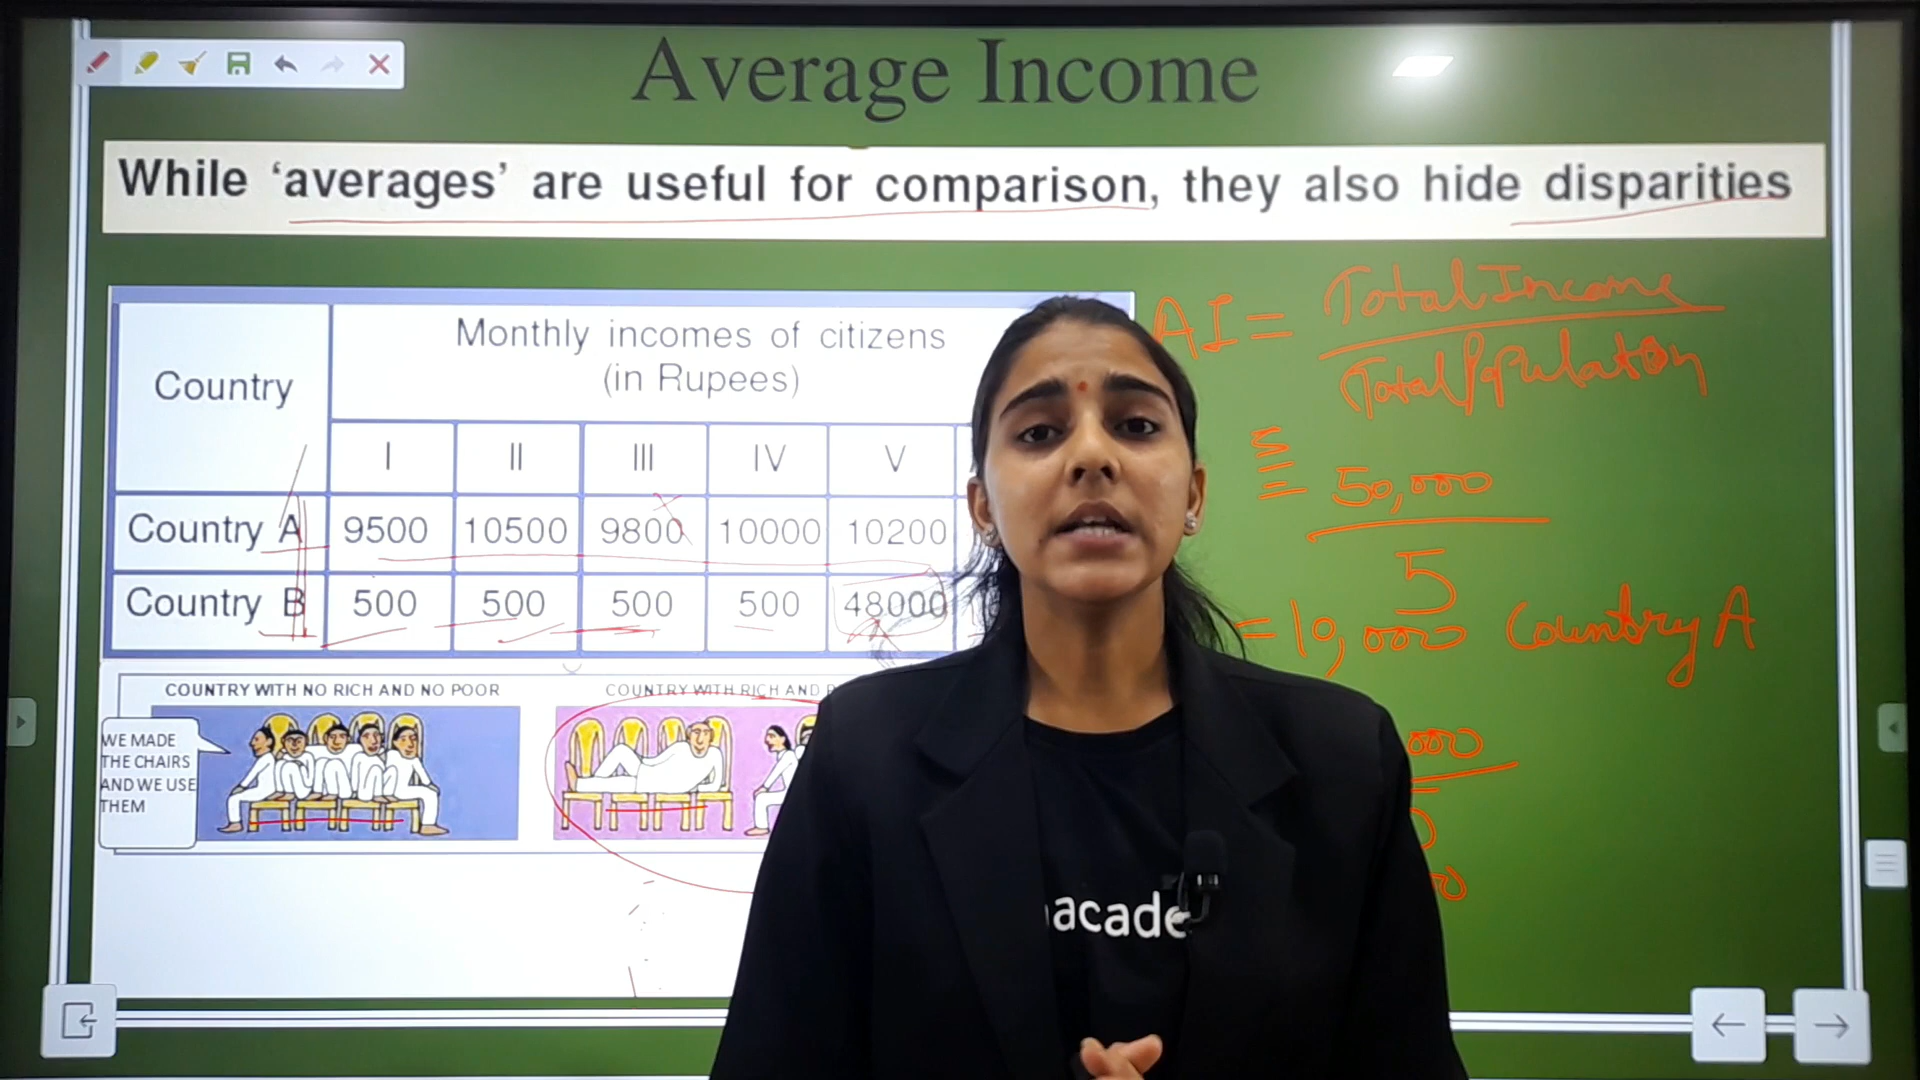 Average Income
While ‘averages’ are useful for comparison, they also hide disparities
Country
Monthly incomes of citizens
(in Rupees)
I II III IV V
Country A 9500 10500 9800 10000 10200
Country B 500 500 500 500 48000
COUNTRY WITH NO RICH AND NO POOR
COUNTRY WITH RICH AND
WE MADE
THE CHAIRS
AND WE USE
THEM
AI = Total Income
Total Population
= 50,000
5
= 10,000 Country A
000
5
00
acade